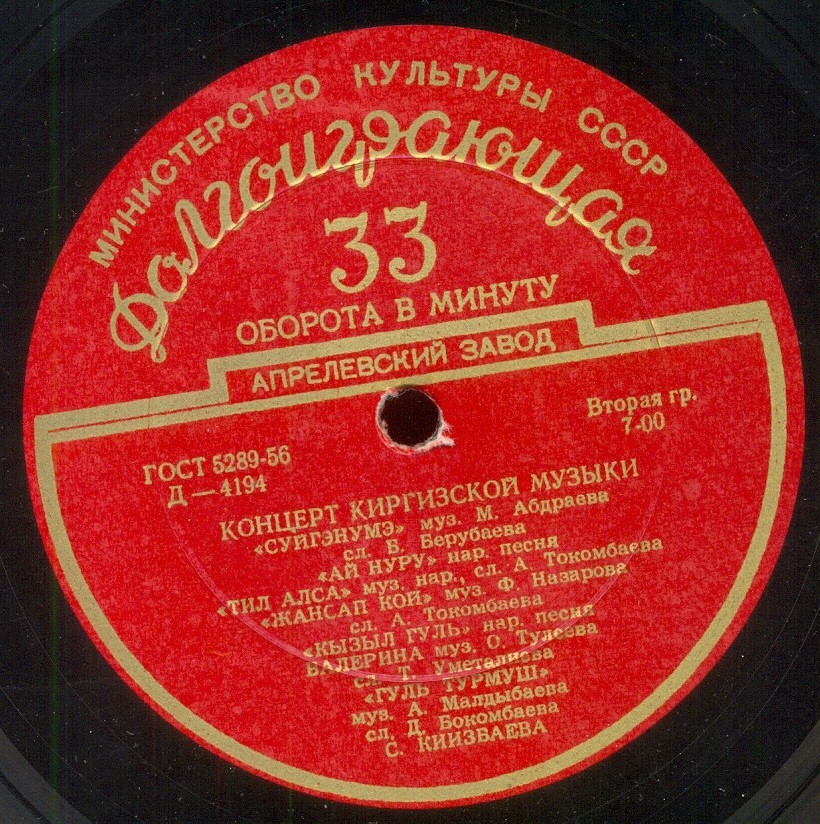 МИНИСТЕРСТВО КУЛЬТУРЫ СССР
Долгоиграющая
33
ОБОРОТА В МИНУТУ
АПРЕЛЕВСКИЙ ЗАВОД
ГОСТ 5289-56
Д — 4194
Вторая гр.
7-00
КОНЦЕРТ КИРГИЗСКОЙ МУЗЫКИ
«СУЙГЭНУМЭ» муз. М. Абдраева
сл. Б. Берубаева
«АЙ НУРУ» нар. песня
«ТИЛ АЛСА» муз. нар., сл. А. Токомбаева
«ЖАНСАП КОЙ» муз. Ф. Назарова
сл. А. Токомбаева
«КЫЗЫЛ ГУЛЬ» нар. песня
БАЛЕРИНА муз. О. Тулеева
сл. Т. Уметалиева
«ГУЛЬ ТУРМУШ»
муз. А. Малдыбаева
сл. Д. Бокомбаева
С. КИИЗБАЕВА